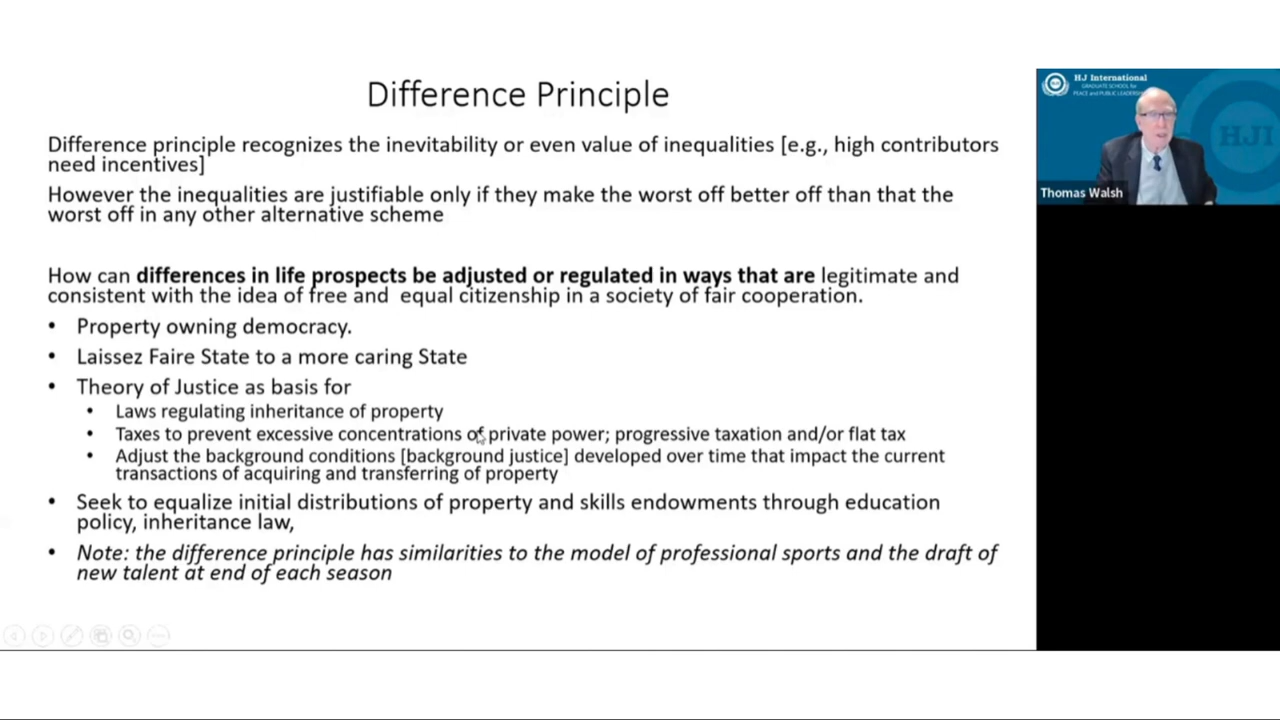 Difference Principle
Difference principle recognizes the inevitability or even value of inequalities [e.g., high contributors
need incentives]
However the inequalities are justifiable only if they make the worst off better off than that the
worst off in any other alternative scheme
How can differences in life prospects be adjusted or regulated in ways that are legitimate and
consistent with the idea of free and equal citizenship in a society of fair cooperation.
• Property owning democracy.
• Laissez Faire State to a more caring State
• Theory of Justice as basis for
• Laws regulating inheritance of property
• Taxes to prevent excessive concentrations of private power; progressive taxation and/or flat tax
• Adjust the background conditions [background justice] developed over time that impact the current
transactions of acquiring and transferring of property
• Seek to equalize initial distributions of property and skills endowments through education
policy, inheritance law,
• Note: the difference principle has similarities to the model of professional sports and the draft of
new talent at end of each season
HJ International
GRADUATE SCHOOL for
PEACE and PUBLIC LEADERSHIP
HJI
Thomas Walsh